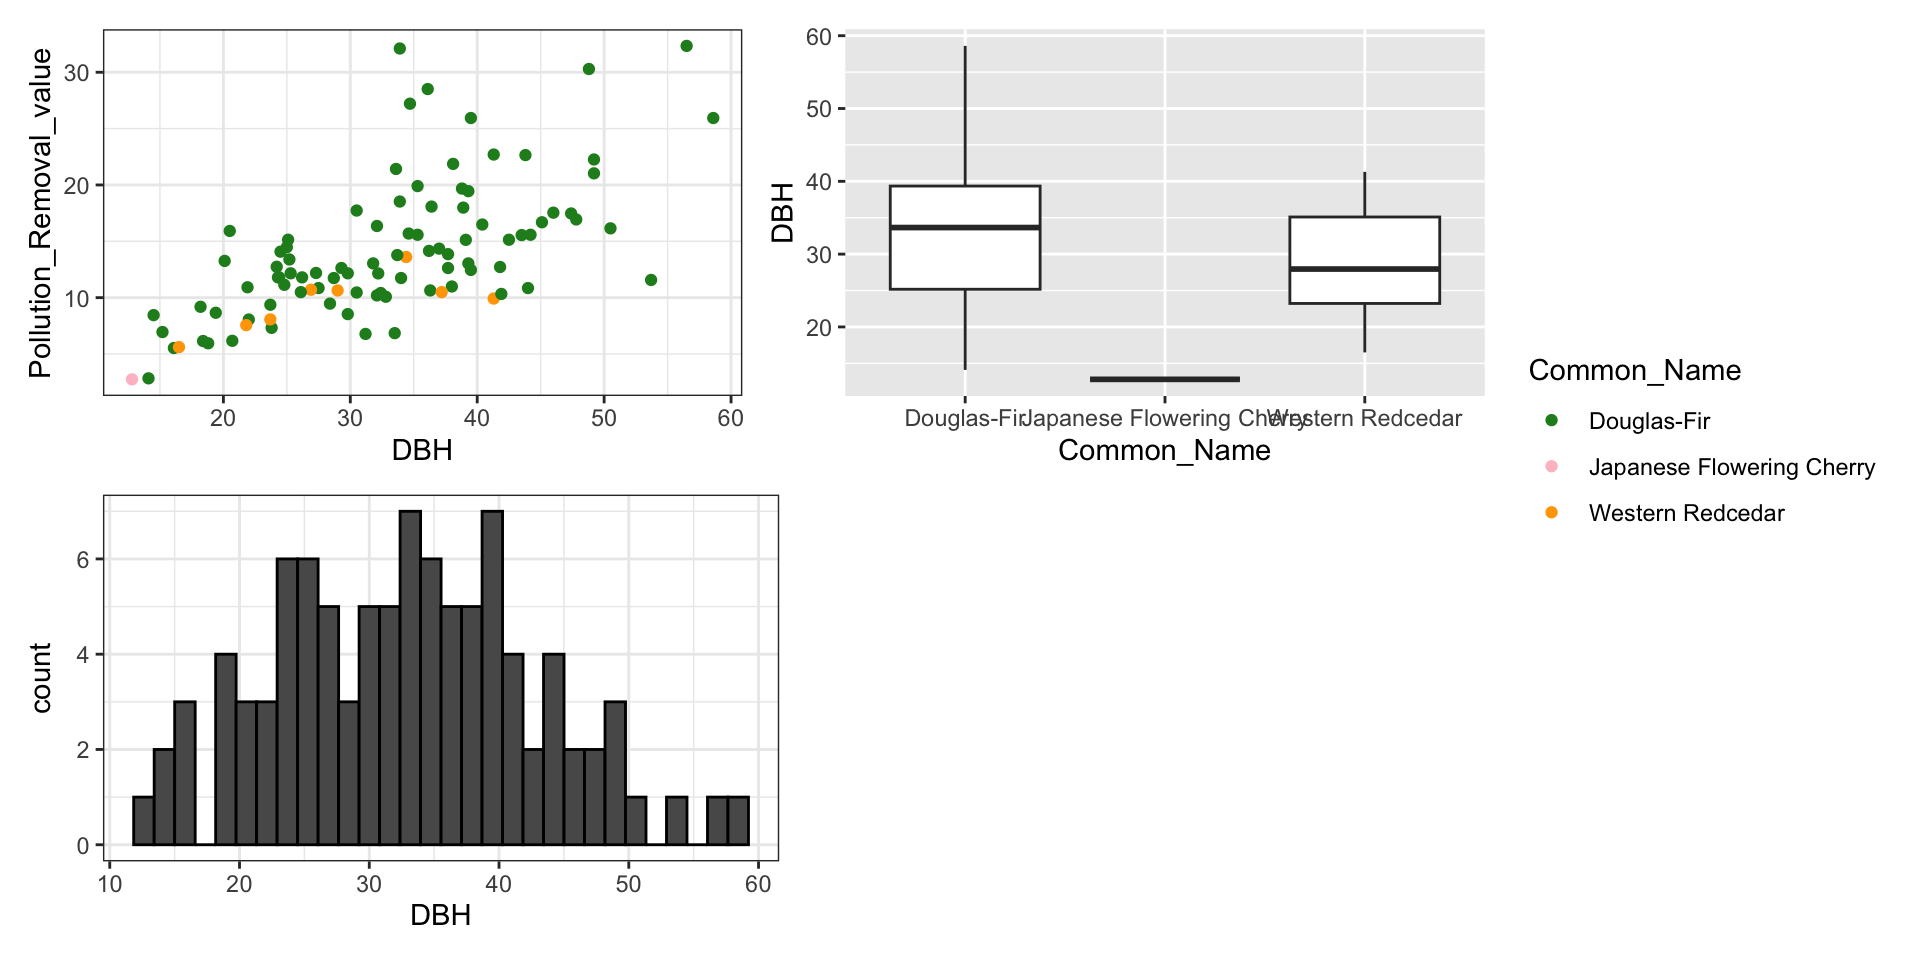 Pollution_Removal_value
30
20
10
20 30 40 50 60
DBH
DBH
60
50
40
30
20
Douglas-Fir Japanese Flowering Cherry Western Redcedar
Common_Name
Common_Name
Douglas-Fir
Japanese Flowering Cherry
Western Redcedar
count
6
4
2
0
10 20 30 40 50 60
DBH